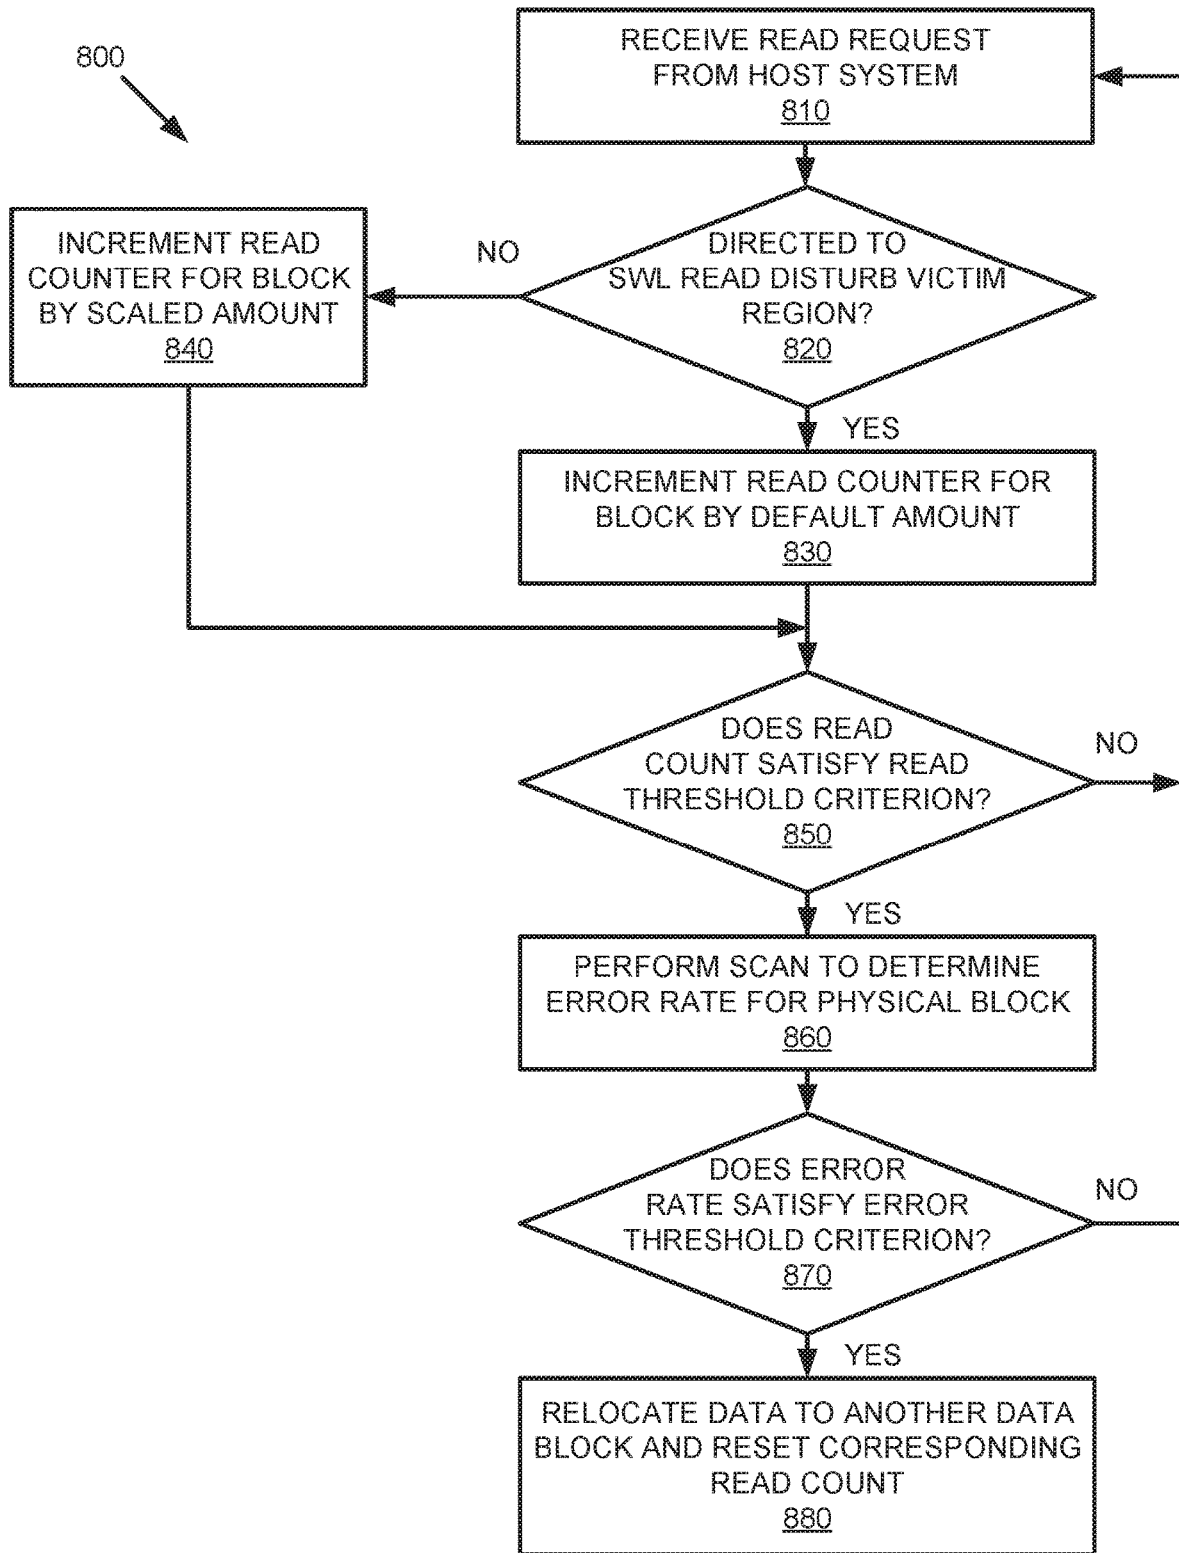 800
RECEIVE READ REQUEST
FROM HOST SYSTEM
810
DIRECTED TO
SWL READ DISTURB VICTIM
REGION?
820
NO
INCREMENT READ
COUNTER FOR BLOCK
BY SCALED AMOUNT
840
YES
INCREMENT READ COUNTER FOR
BLOCK BY DEFAULT AMOUNT
830
DOES READ
COUNT SATISFY READ
THRESHOLD CRITERION?
850
NO
YES
PERFORM SCAN TO DETERMINE
ERROR RATE FOR PHYSICAL BLOCK
860
DOES ERROR
RATE SATISFY ERROR
THRESHOLD CRITERION?
870
NO
YES
RELOCATE DATA TO ANOTHER DATA
BLOCK AND RESET CORRESPONDING
READ COUNT
880